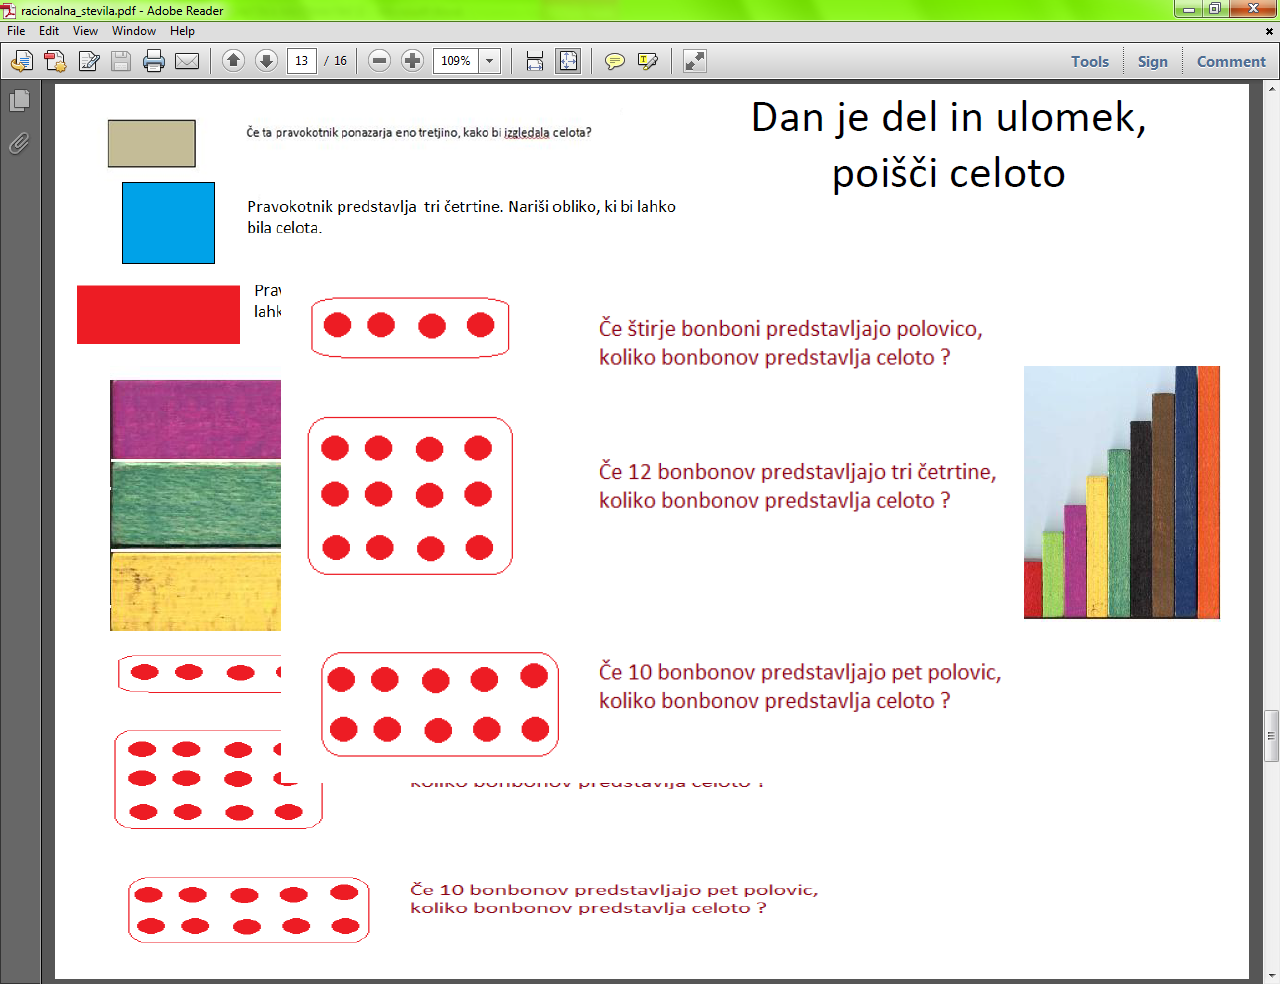 racionalna_stevila.pdf - Adobe Reader
File Edit View Window Help
13 / 16
109%
Tools Sign Comment
Dan je del in ulomek,
poišči celoto
Če ta pravokotnik ponazarja eno tretjino, kako bi izgledala celota?
Pravokotnik predstavlja tri četrtine. Nariši obliko, ki bi lahko
bila celota.
Če štirje bonboni predstavljajo polovico,
koliko bonbonov predstavlja celoto ?
Če 12 bonbonov predstavljajo tri četrtine,
koliko bonbonov predstavlja celoto ?
Če 10 bonbonov predstavljajo pet polovic,
koliko bonbonov predstavlja celoto ?
koliko bonbonov predstavlja celoto ?
Če 10 bonbonov predstavljajo pet polovic,
koliko bonbonov predstavlja celoto ?